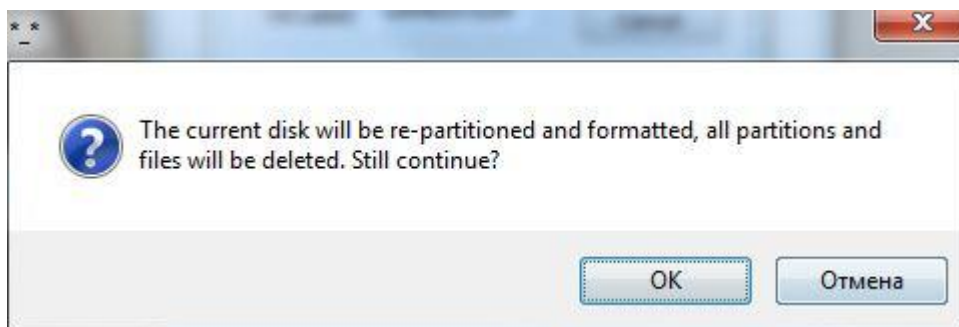 *_*
The current disk will be re-partitioned and formatted, all partitions and
files will be deleted. Still continue?
OK
Отмена